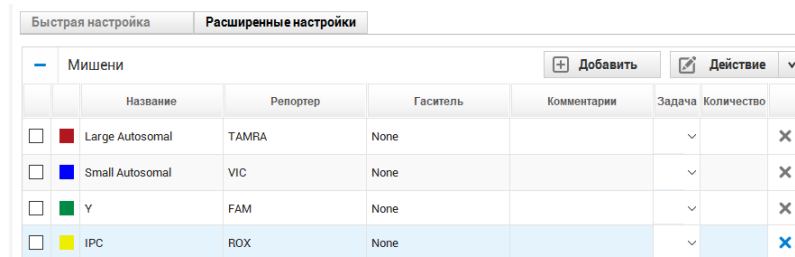 Быстрая настройка Расширенные настройки
Мишени Добавить Действие
Название Репортер Гаситель Комментарии Задача Количество
Large Autosomal TAMRA None
Small Autosomal VIC None
Y FAM None
IPC ROX None